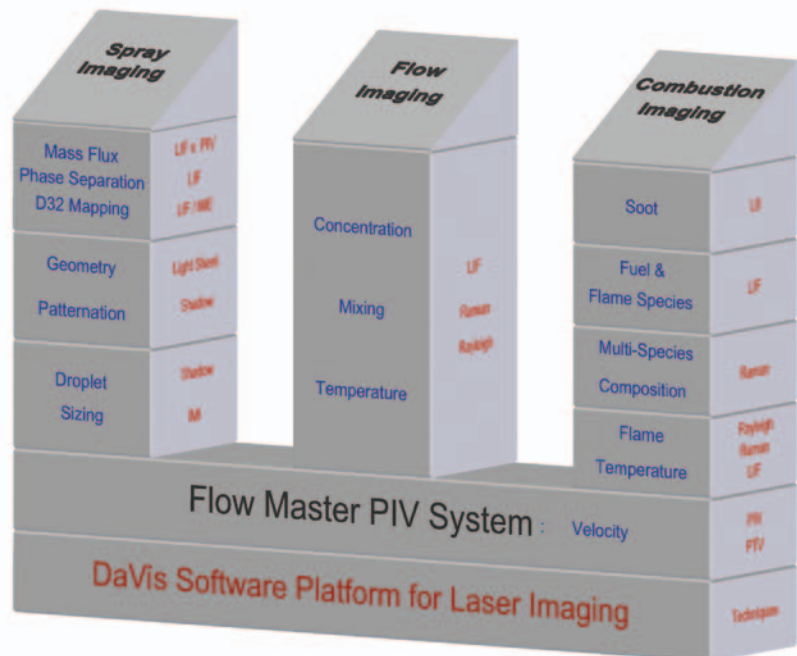 Spray
Imaging
Mass Flux
Phase Separation
D32 Mapping
LIF x PIV
LIF
LIF / MIE
Geometry
Patternation
Light Sheet
Shadow
Droplet
Sizing
Shadow
IMI
Flow
Imaging
Concentration
Mixing
Temperature
LIF
Raman
Rayleigh
Combustion
Imaging
Soot
LII
Fuel &
Flame Species
LIF
Multi-Species
Composition
Raman
Flame
Temperature
Rayleigh
Raman
LIF
Flow Master PIV System : Velocity
PIV
PTV
DaVis Software Platform for Laser Imaging
Techniques